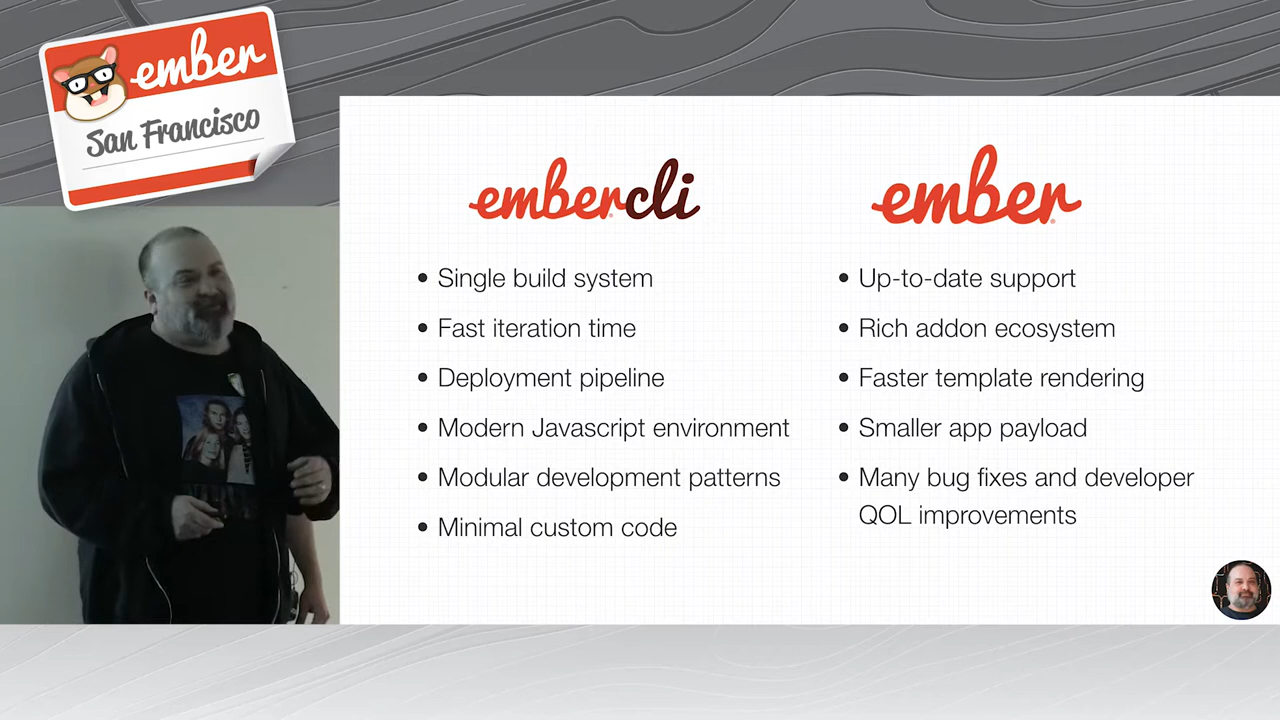 ember
San Francisco
embercli
• Single build system
• Fast iteration time
• Deployment pipeline
• Modern Javascript environment
• Modular development patterns
• Minimal custom code
ember
• Up-to-date support
• Rich addon ecosystem
• Faster template rendering
• Smaller app payload
• Many bug fixes and developer
QOL improvements